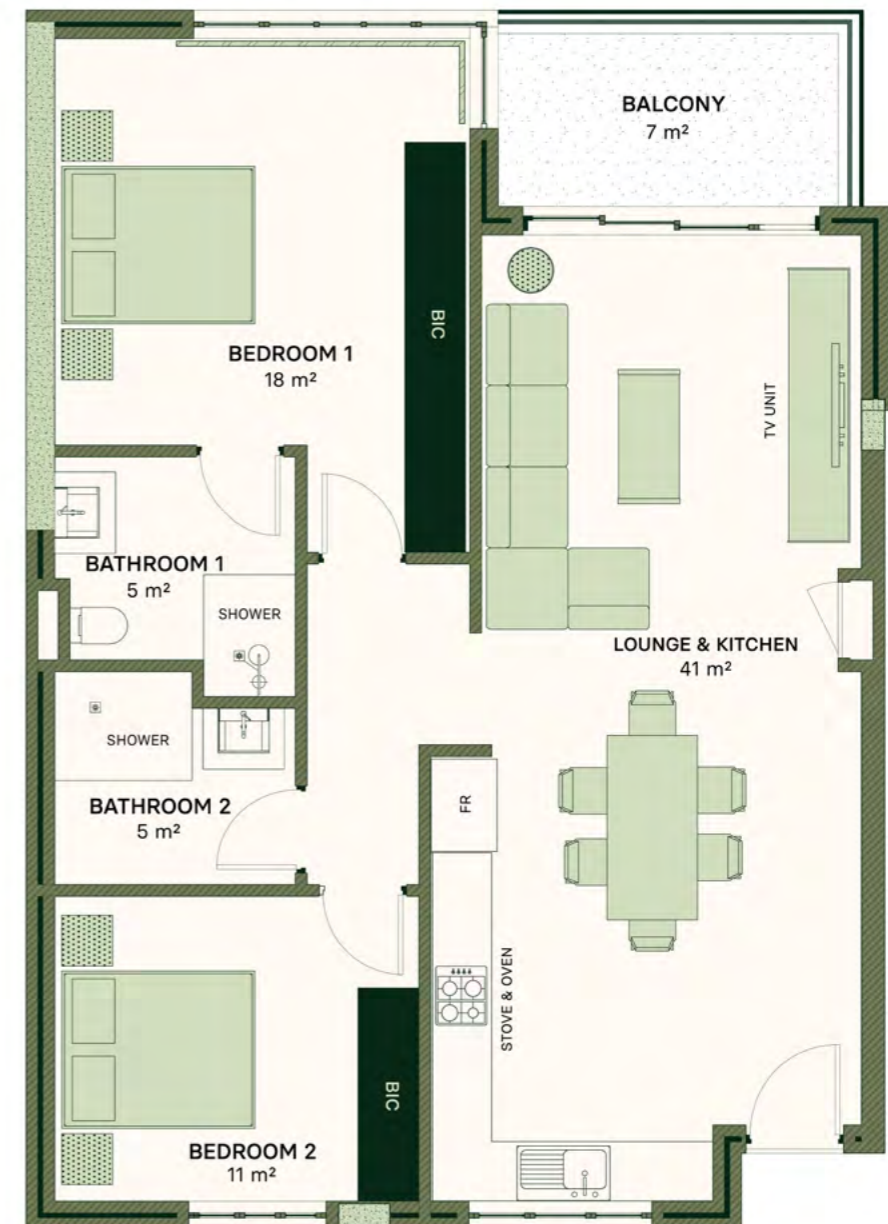 BALCONY
7 m²
BEDROOM 1
18 m²
BIC
TV UNIT
BATHROOM 1
5 m²
SHOWER
LOUNGE & KITCHEN
41 m²
SHOWER
BATHROOM 2
5 m²
FR
STOVE & OVEN
BIC
BEDROOM 2
11 m²